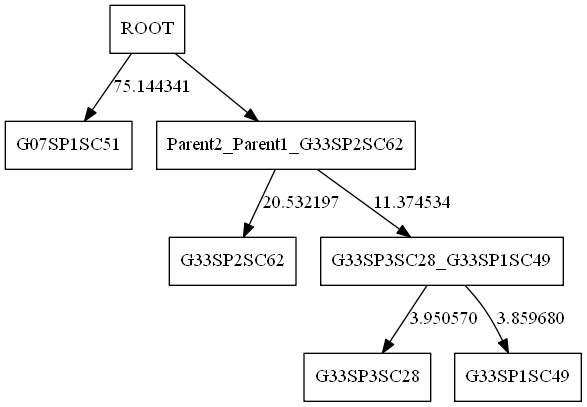 ROOT
75.144341
G07SP1SC51
Parent2_Parent1_G33SP2SC62
20.532197
11.374534
G33SP2SC62
G33SP3SC28_G33SP1SC49
3.950570
3.859680
G33SP3SC28
G33SP1SC49